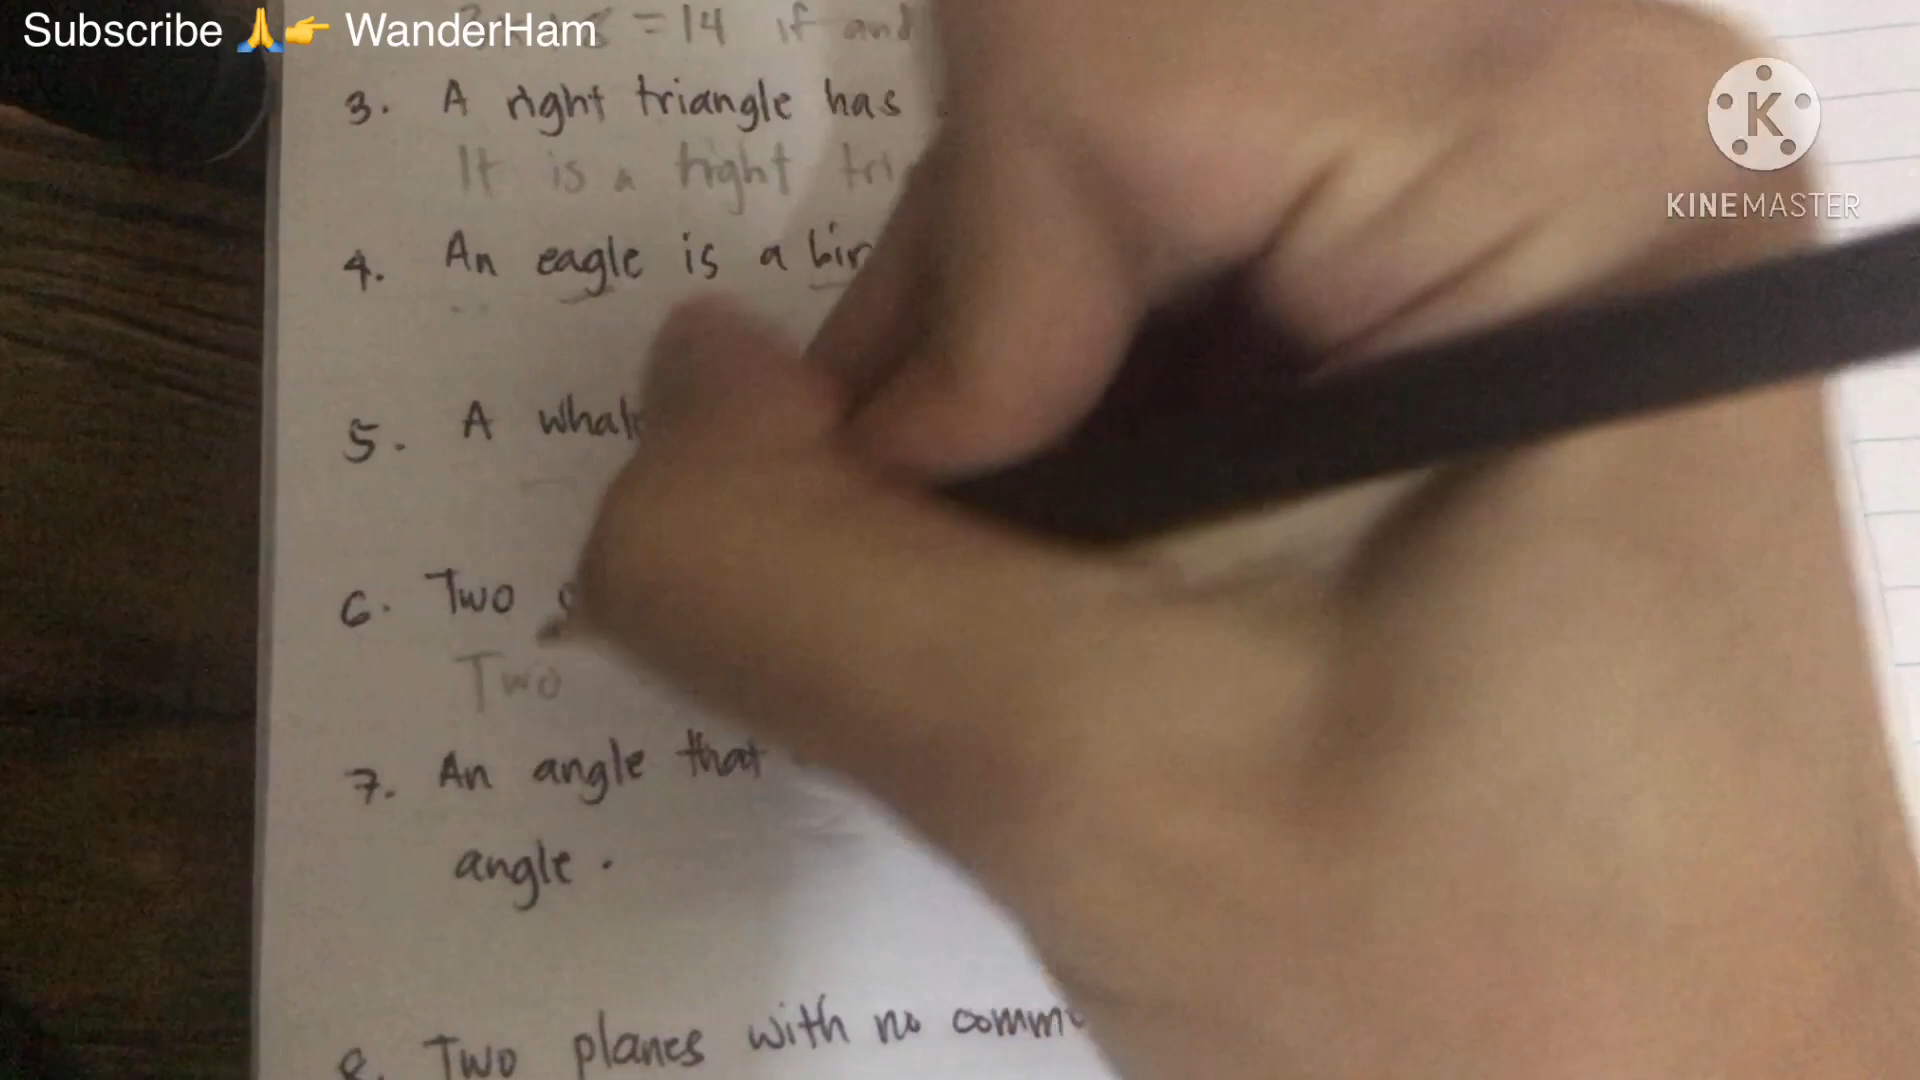 Subscribe 🙏👉 WanderHam
= 14 if and
3. A right triangle has
It is a right tri
4. An eagle is a bir
5. A whal
6. Two
Two
7. An angle that
angle.
8. Two planes with no comm
K
KINEMASTER